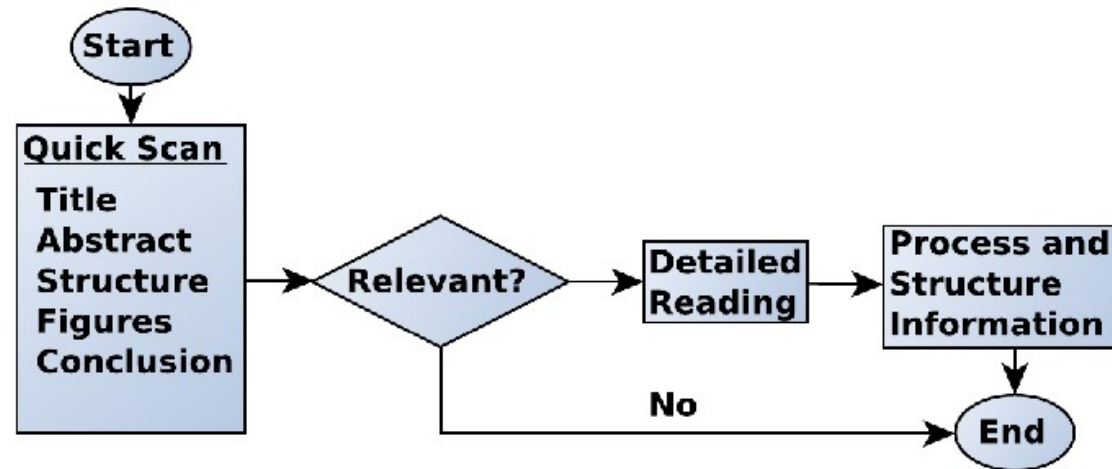 Start
Quick Scan
Title
Abstract
Structure
Figures
Conclusion
Relevant?
Detailed
Reading
Process and
Structure
Information
No
End